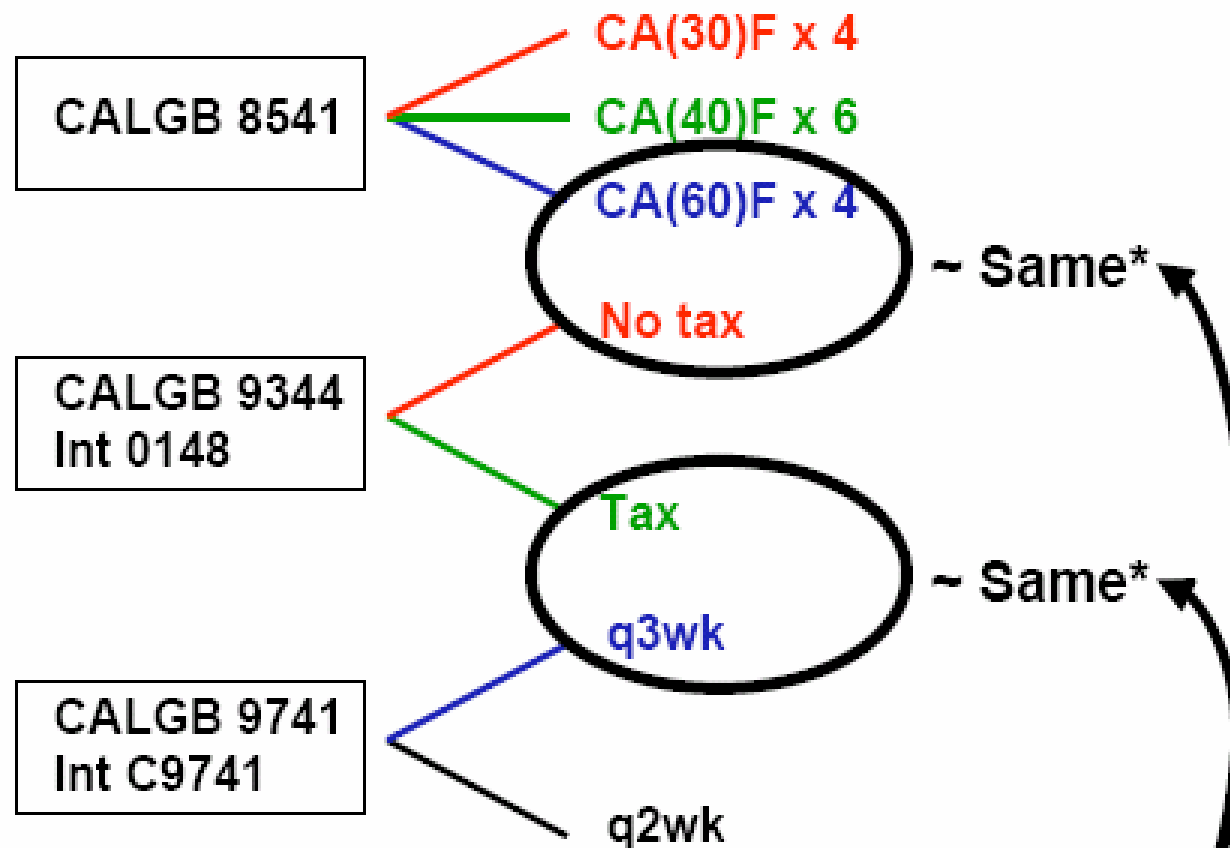 CALGB 8541
CA(30)F x 4
CA(40)F x 6
CA(60)F x 4
~ Same*
No tax
CALGB 9344
Int 0148
Tax
~ Same*
q3wk
CALGB 9741
Int C9741
q2wk